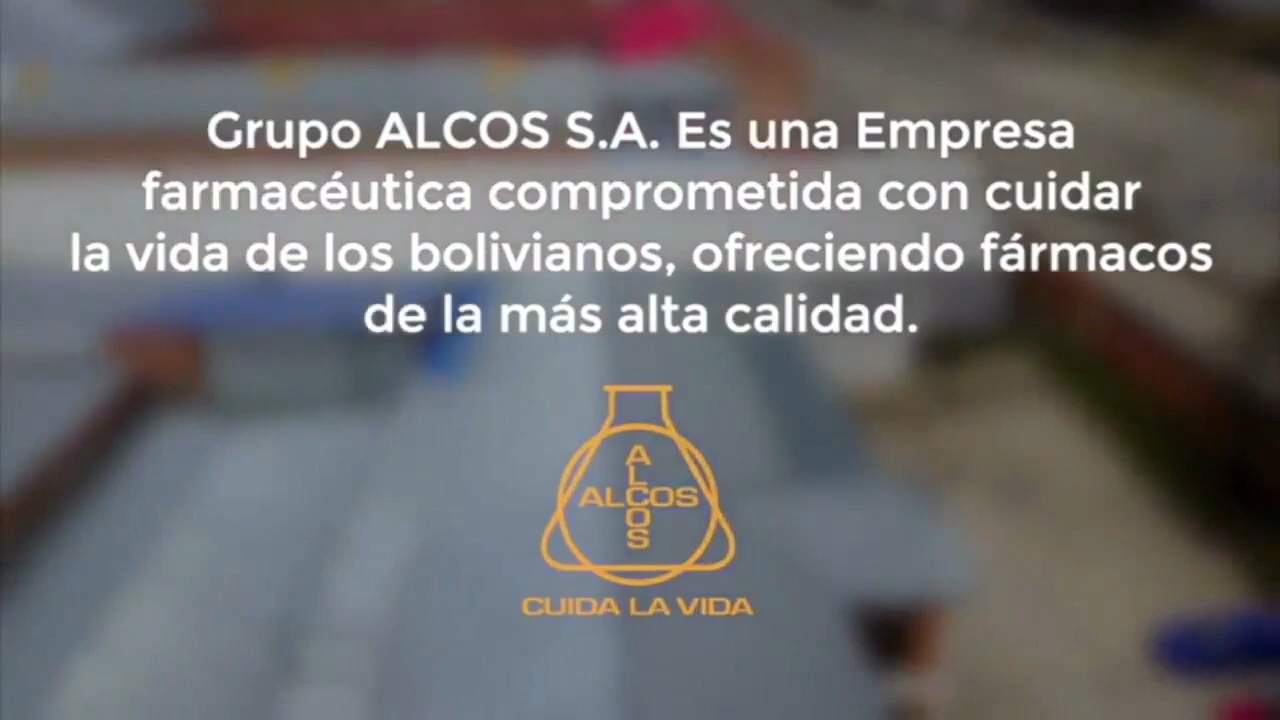 Grupo ALCOS S.A. Es una Empresa
farmacéutica comprometida con cuidar
la vida de los bolivianos, ofreciendo fármacos
de la más alta calidad.
ALCOS
ALCOS
CUIDA LA VIDA